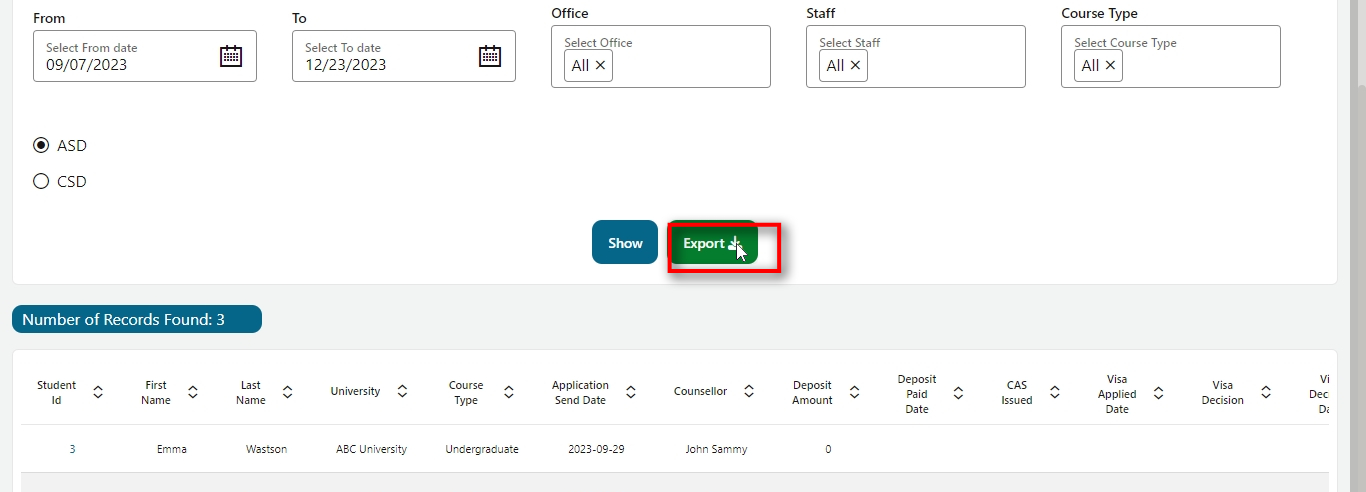 From
To
Office
Staff
Course Type
Select From date
09/07/2023
Select To date
12/23/2023
Select Office
All ×
Select Staff
All ×
Select Course Type
All ×
ASD
CSD
Show
Export
Number of Records Found: 3
Student
Id
First
Name
Last
Name
University
Course
Type
Application
Send Date
Counsellor
Deposit
Amount
Deposit
Paid
Date
CAS
Issued
Visa
Applied
Date
Visa
Decision
3
Emma
Wastson
ABC University
Undergraduate
2023-09-29
John Sammy
0